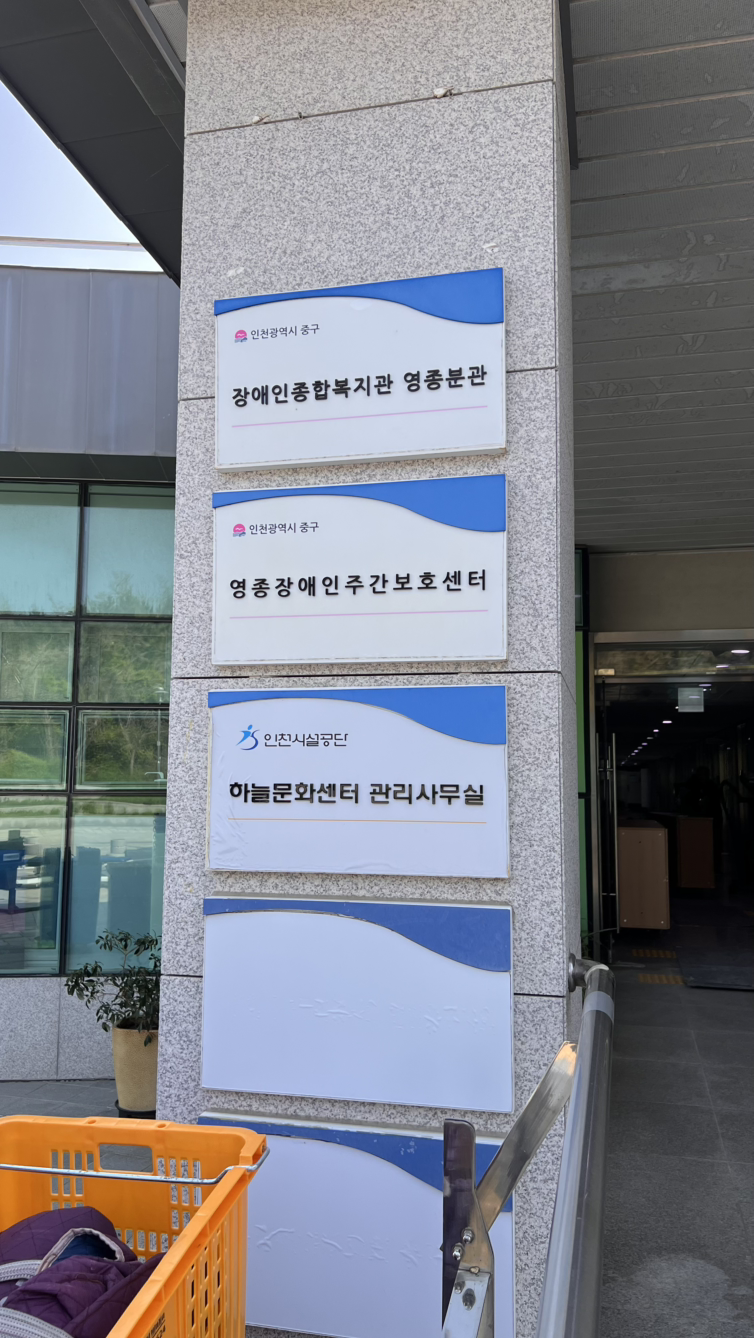 인천광역시 중구
장애인종합복지관 영종분관
인천광역시 중구
영종장애인주간보호센터
인천시설공단
하늘문화센터 관리사무실